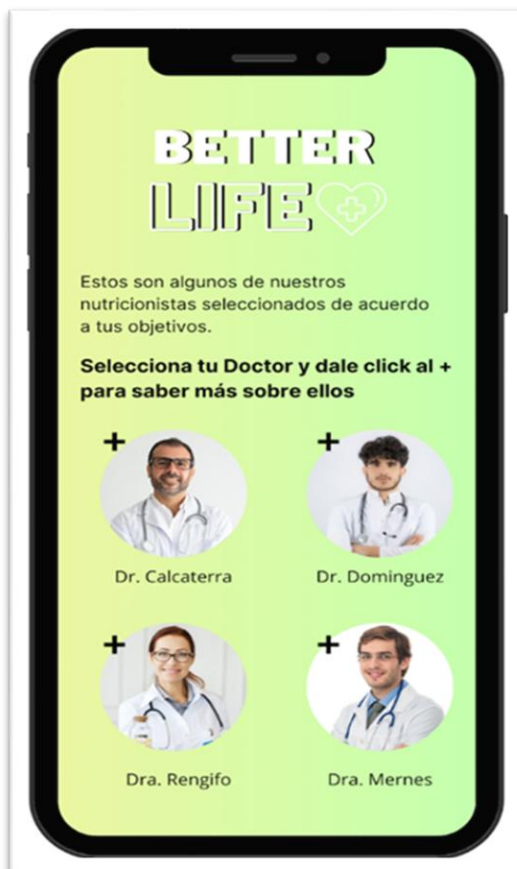 BETTER
LIFE
Estos son algunos de nuestros
nutricionistas seleccionados de acuerdo
a tus objetivos.
Selecciona tu Doctor y dale click al +
para saber más sobre ellos
+ +
Dr. Calcaterra Dr. Dominguez
+ +
Dra. Rengifo Dra. Mernes